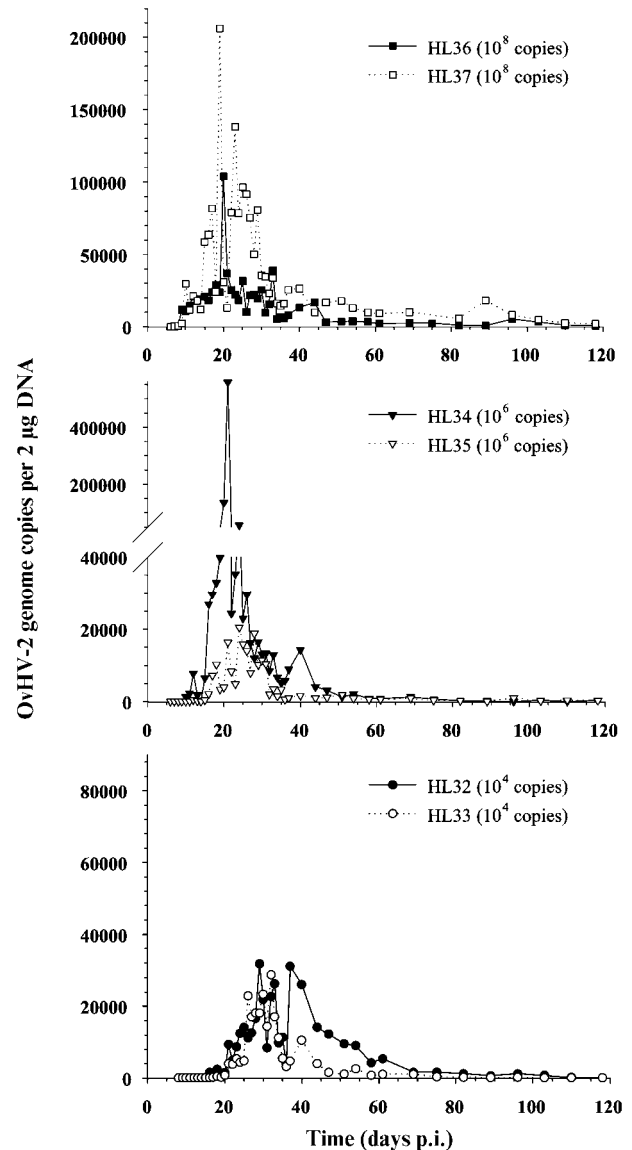 OvHV-2 genome copies per 2 µg DNA
200000
150000
100000
50000
0
HL36 (10⁸ copies)
HL37 (10⁸ copies)
0 20 40 60 80 100 120
400000
200000
40000
20000
0
HL34 (10⁶ copies)
HL35 (10⁶ copies)
0 20 40 60 80 100 120
80000
60000
40000
20000
0
HL32 (10⁴ copies)
HL33 (10⁴ copies)
0 20 40 60 80 100 120
Time (days p.i.)